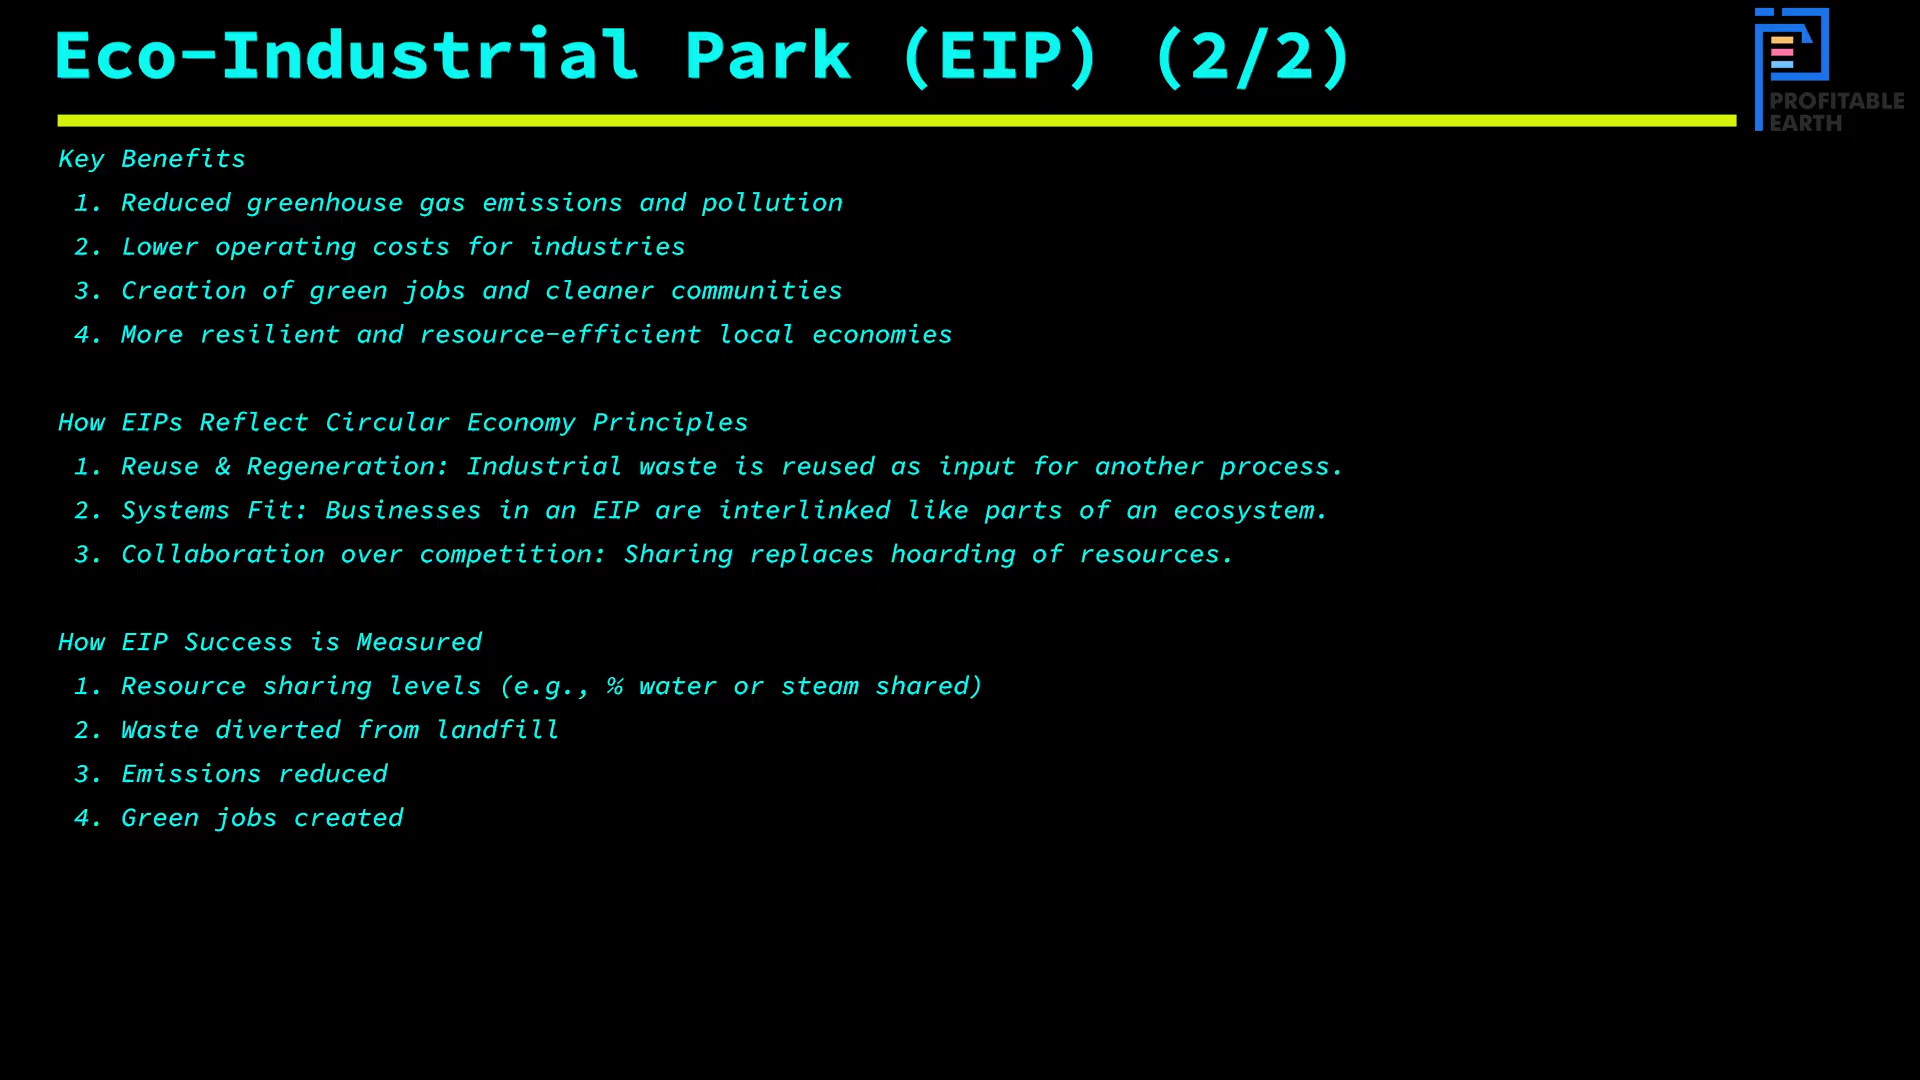 Eco-Industrial Park (EIP) (2/2)
PROFITABLE
EARTH
Key Benefits
1. Reduced greenhouse gas emissions and pollution
2. Lower operating costs for industries
3. Creation of green jobs and cleaner communities
4. More resilient and resource-efficient local economies
How EIPs Reflect Circular Economy Principles
1. Reuse & Regeneration: Industrial waste is reused as input for another process.
2. Systems Fit: Businesses in an EIP are interlinked like parts of an ecosystem.
3. Collaboration over competition: Sharing replaces hoarding of resources.
How EIP Success is Measured
1. Resource sharing levels (e.g., % water or steam shared)
2. Waste diverted from landfill
3. Emissions reduced
4. Green jobs created